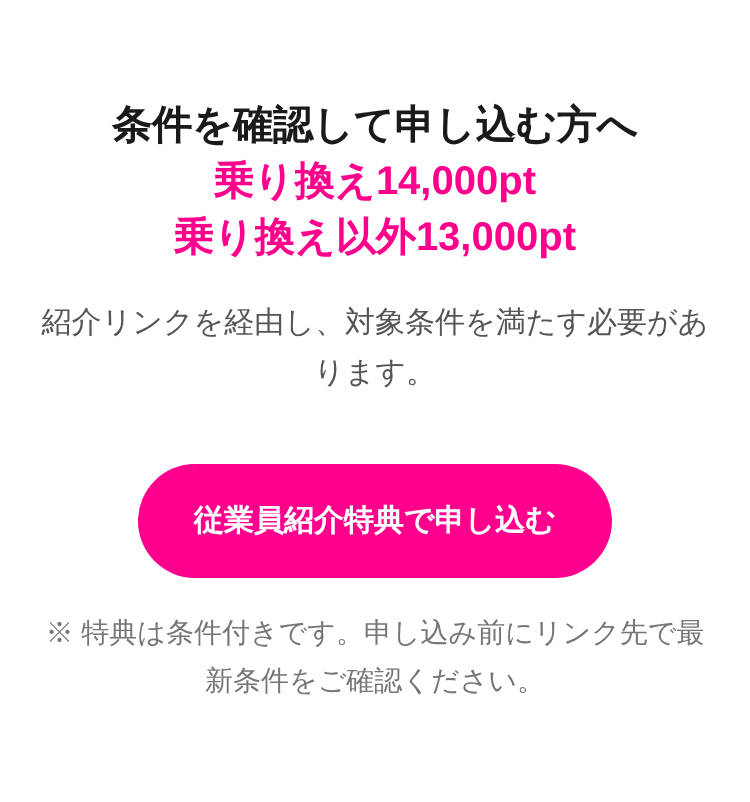 条件を確認して申し込む方へ
乗り換え14,000pt
乗り換え以外13,000pt
紹介リンクを経由し、対象条件を満たす必要があ
ります。
従業員紹介特典で申し込む
※ 特典は条件付きです。申し込み前にリンク先で最
新条件をご確認ください。